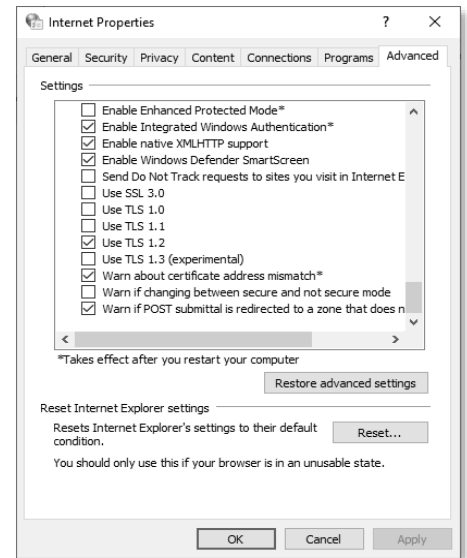 Internet Properties
? ×
General Security Privacy Content Connections Programs Advanced
Settings
Enable Enhanced Protected Mode*
Enable Integrated Windows Authentication*
Enable native XMLHTTP support
Enable Windows Defender SmartScreen
Send Do Not Track requests to sites you visit in Internet E
Use SSL 3.0
Use TLS 1.0
Use TLS 1.1
Use TLS 1.2
Use TLS 1.3 (experimental)
Warn about certificate address mismatch*
Warn if changing between secure and not secure mode
Warn if POST submittal is redirected to a zone that does n
*Takes effect after you restart your computer
Restore advanced settings
Reset Internet Explorer settings
Resets Internet Explorer's settings to their default
condition.
Reset...
You should only use this if your browser is in an unusable state.
OK Cancel Apply